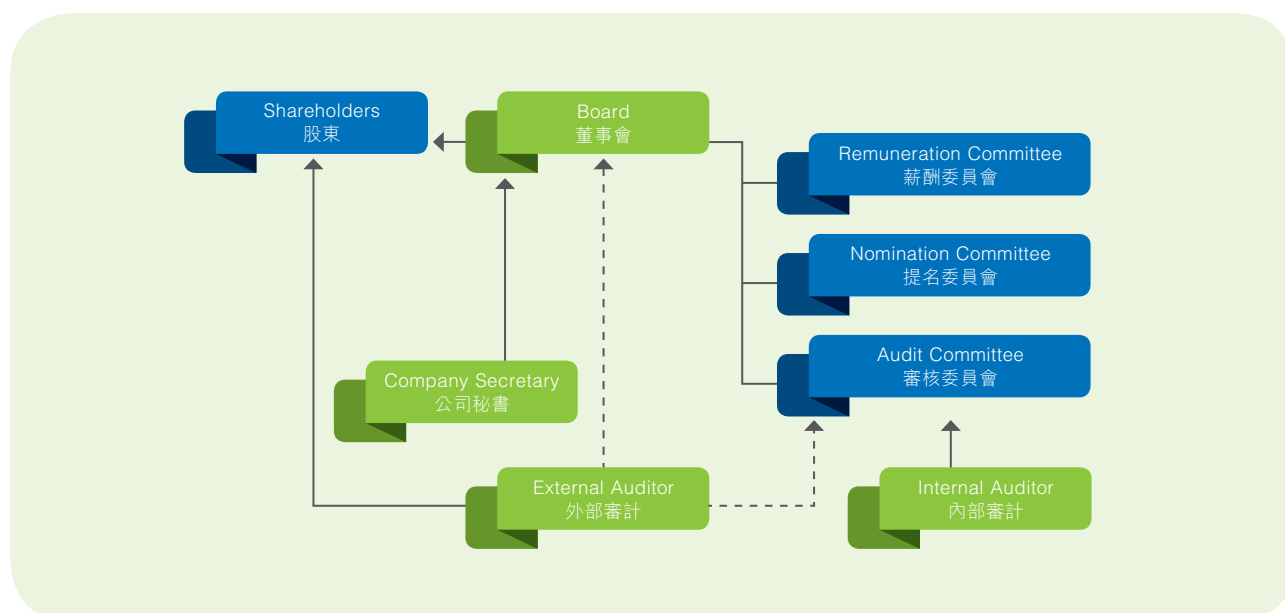 Shareholders
股東
Board
董事會
Remuneration Committee
薪酬委員會
Nomination Committee
提名委員會
Audit Committee
審核委員會
Company Secretary
公司秘書
External Auditor
外部審計
Internal Auditor
內部審計